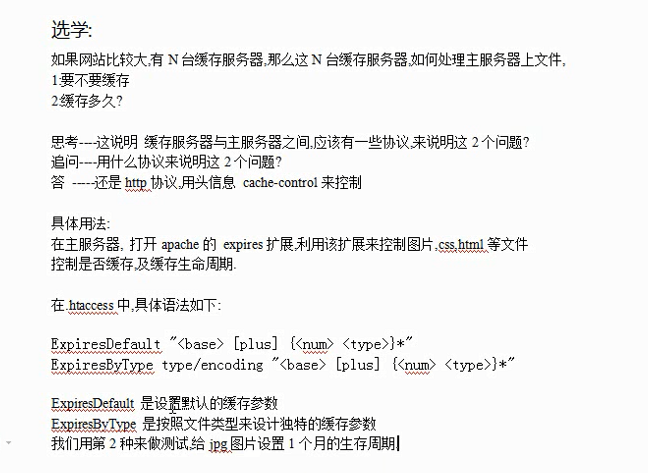 选学:
如果网站比较大,有 N 台缓存服务器,那么这 N 台缓存服务器,如何处理主服务器上文件,
1:要不要缓存
2:缓存多久?
思考----这说明 缓存服务器与主服务器之间,应该有一些协议,来说明这 2 个问题?
追问----用什么协议来说明这 2 个问题?
答 -----还是 http 协议,用头信息 cache-control 来控制
具体用法:
在主服务器, 打开 apache 的 expires 扩展,利用该扩展来控制图片,css,html 等文件
控制是否缓存,及缓存生命周期.
在.htaccess 中,具体语法如下:
ExpiresDefault "<base> [plus] {<num> <type>}*"
ExpiresByType type/encoding "<base> [plus] {<num> <type>}*"
ExpiresDefault 是设置默认的缓存参数
ExpiresByType 是按照文件类型来设计独特的缓存参数
我们用第 2 种来做测试,给 jpg 图片设置 1 个月的生存周期